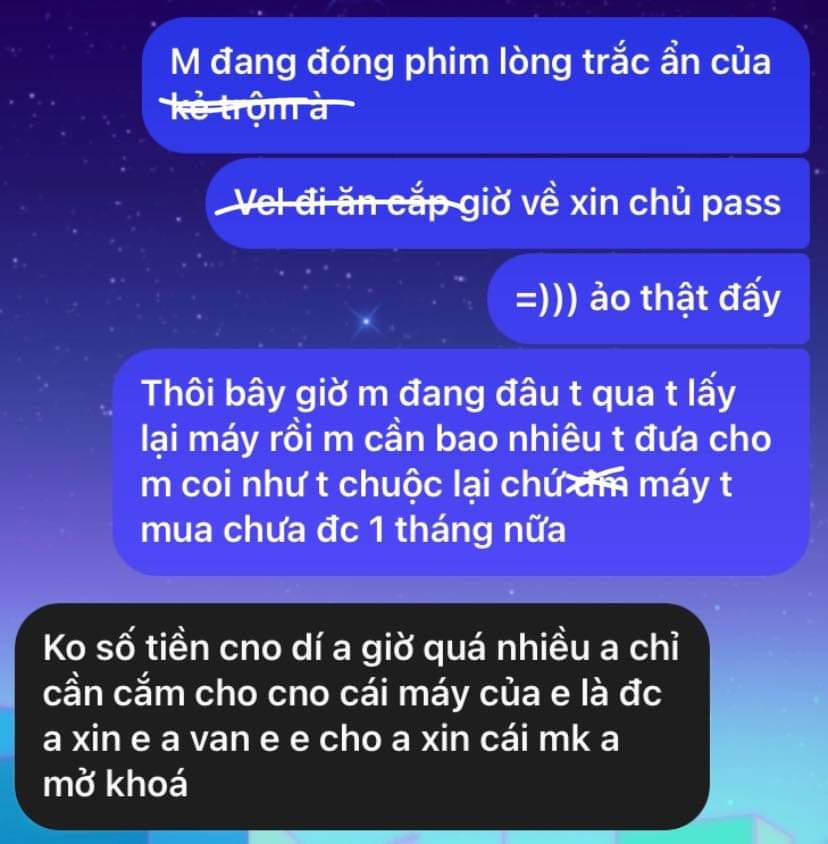 M đang đóng phim lòng trắc ẩn của
kẻ trộm à
Vcl đi ăn cắp giờ về xin chủ pass
=))) ảo thật đấy
Thôi bây giờ m đang đâu t qua t lấy
lại máy rồi m cần bao nhiêu t đưa cho
m coi như t chuộc lại chứ đm máy t
mua chưa đc 1 tháng nữa
Ko số tiền cno dí a giờ quá nhiều a chỉ
cần cắm cho cno cái máy của e là đc
a xin e a van e e cho a xin cái mk a
mở khoá